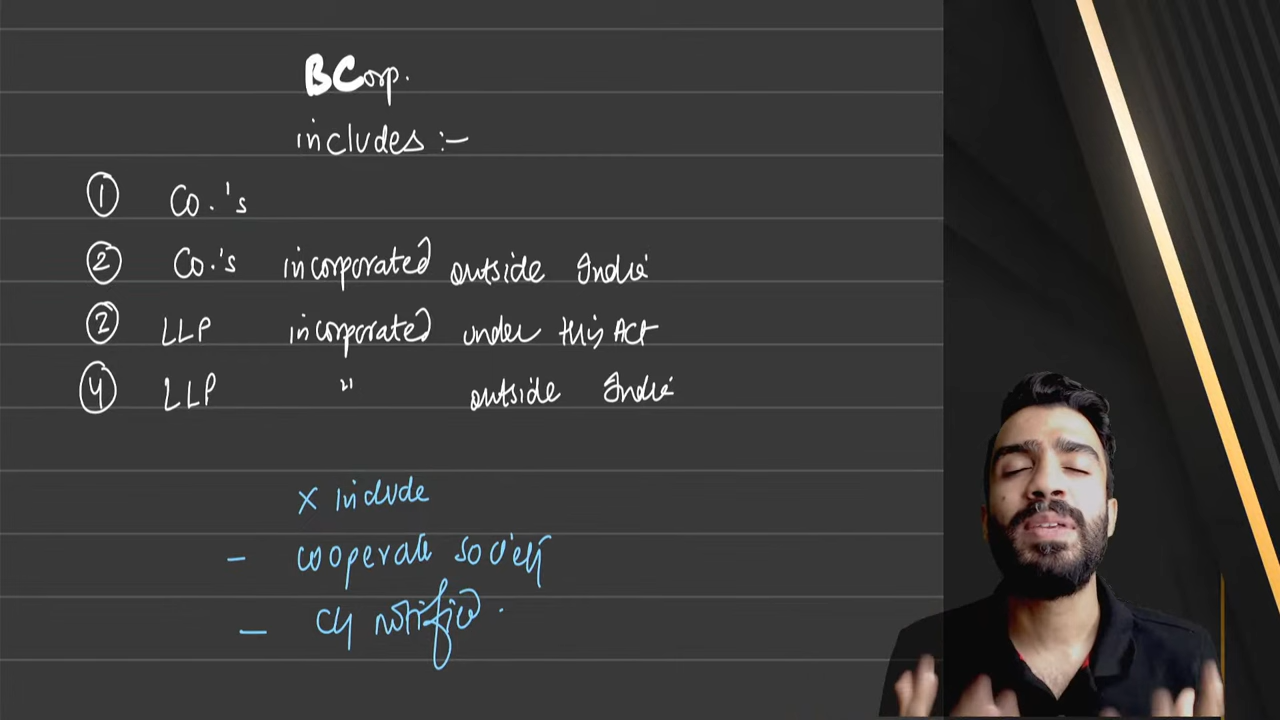 BCorp.
includes :-
① Co.'s
② Co.'s incorporated outside India
② LLP incorporated under this Act
④ LLP " outside India
x include
- cooperate society
- CG notified.